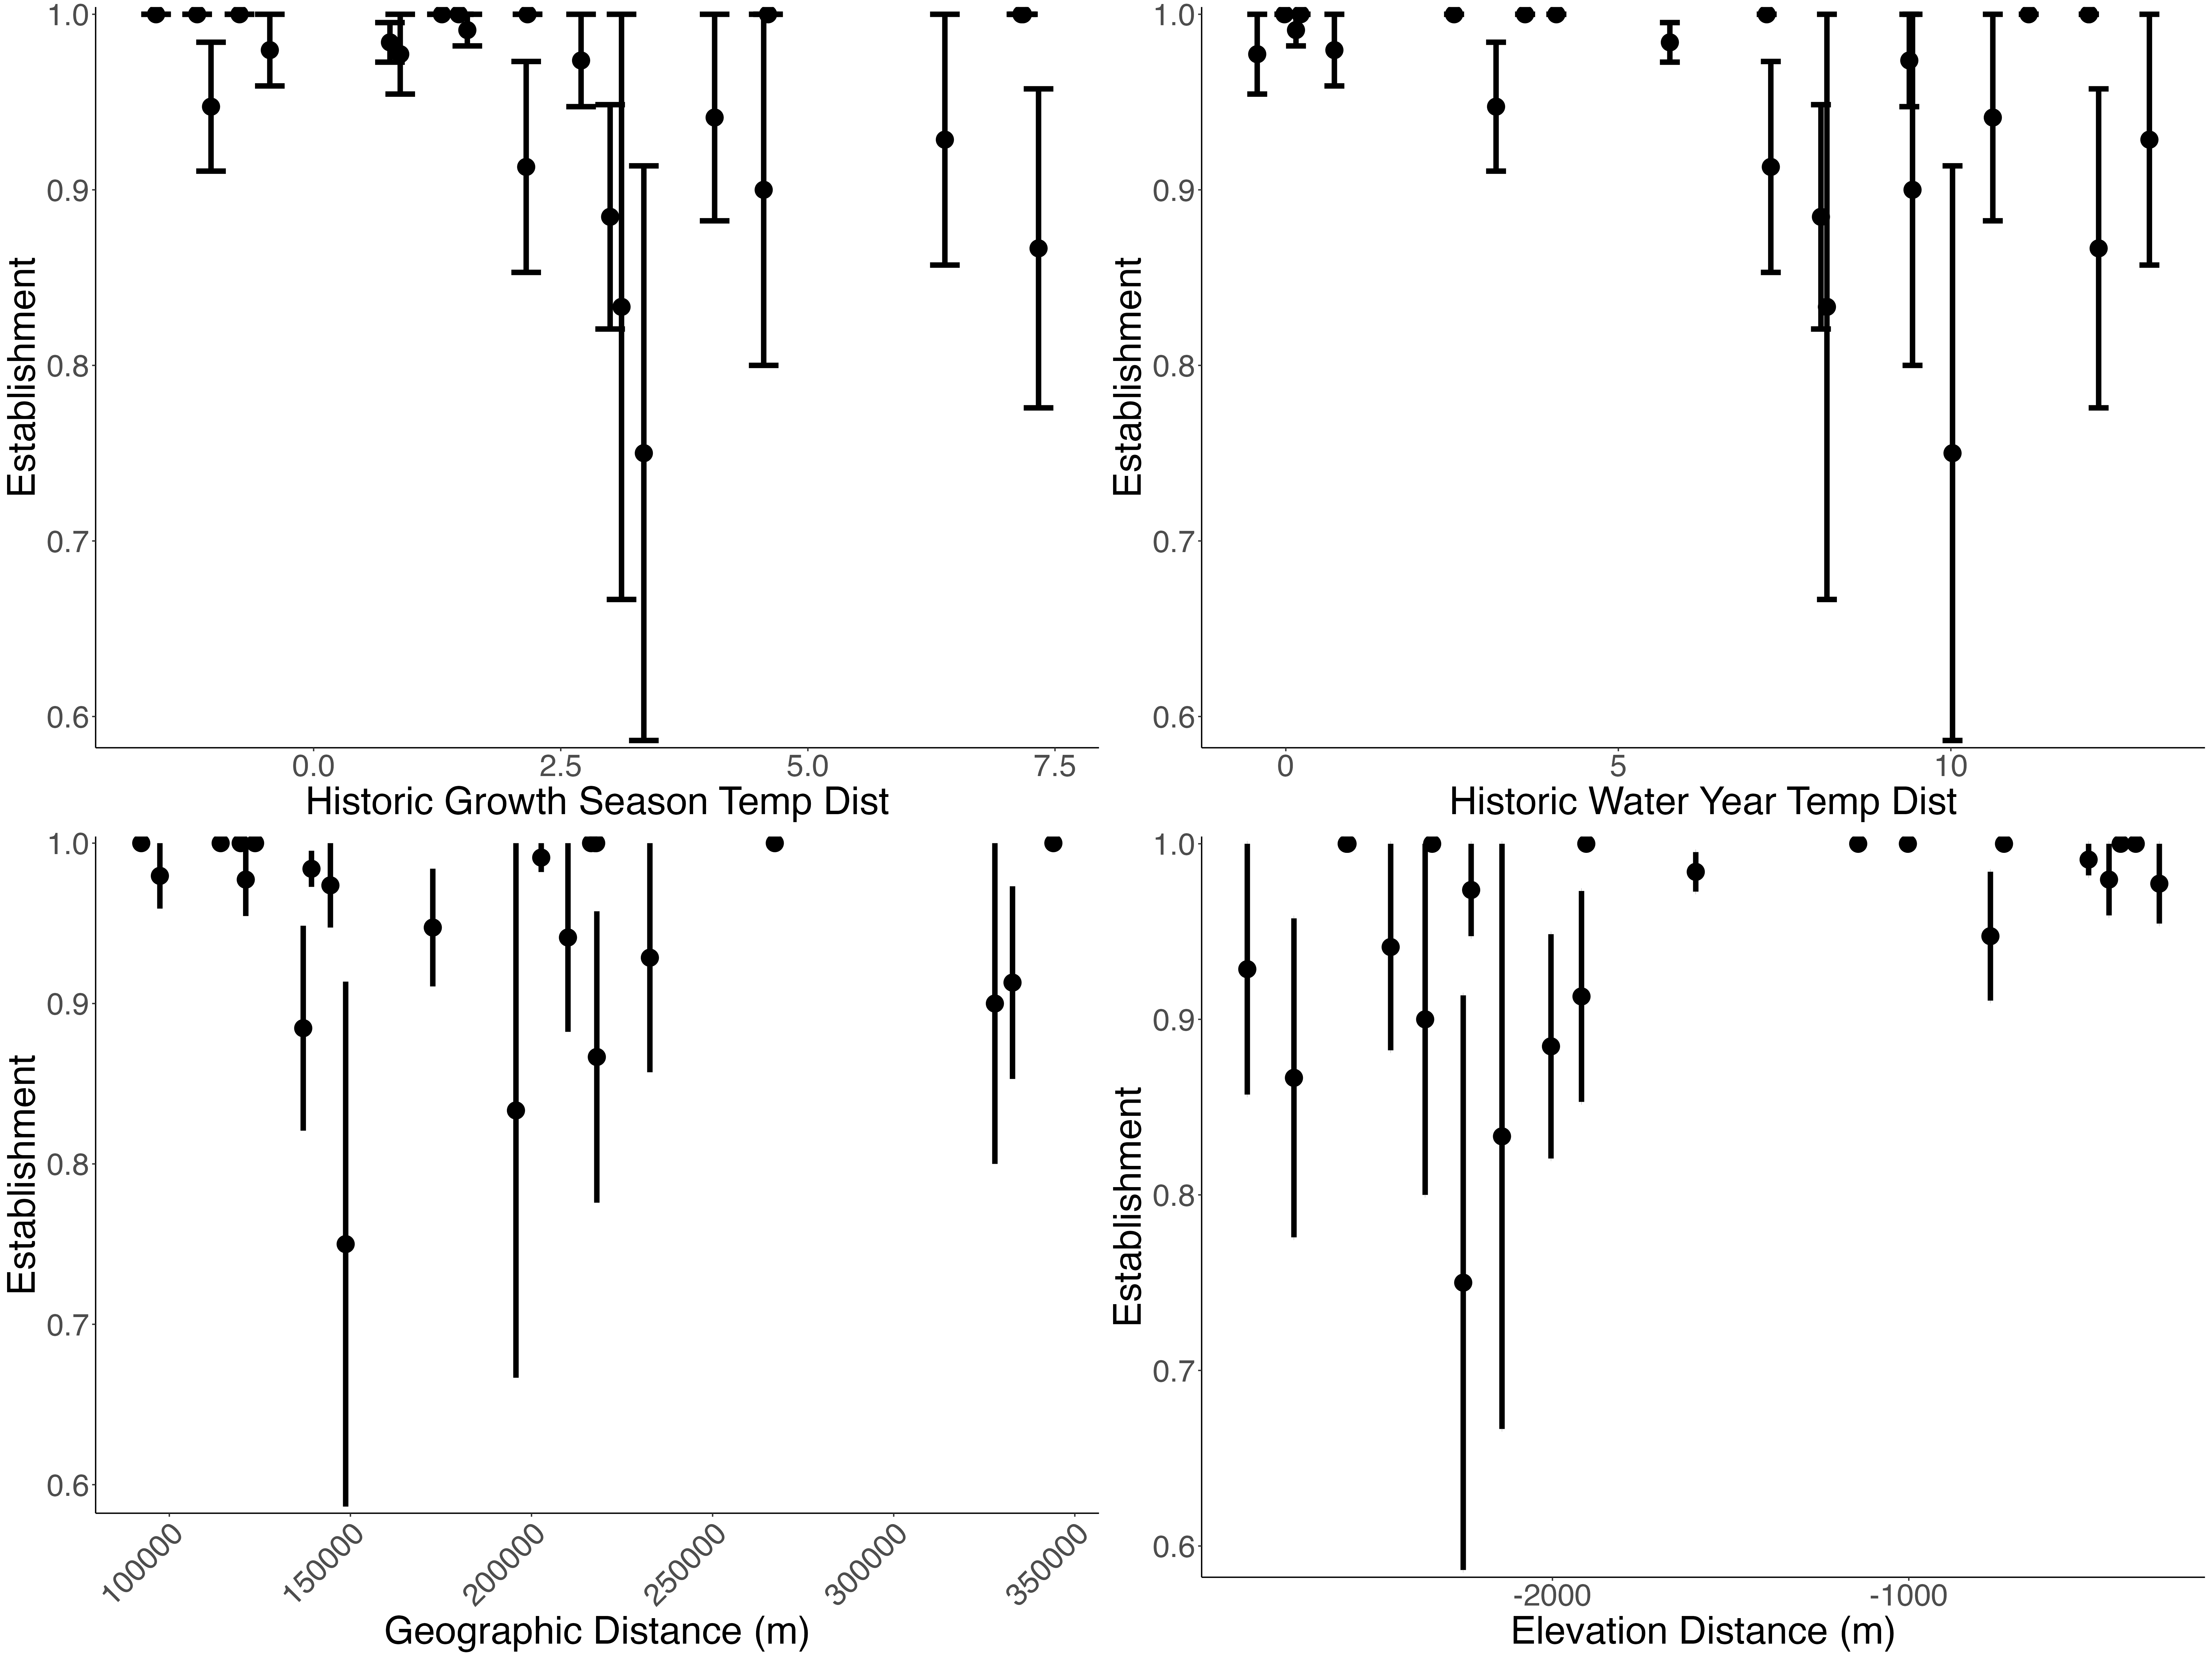 1.0
0.9
0.8
0.7
0.6
Establishment
0.0 2.5 5.0 7.5
Historic Growth Season Temp Dist
1.0
0.9
0.8
0.7
0.6
Establishment
0 5 10
Historic Water Year Temp Dist
1.0
0.9
0.8
0.7
0.6
Establishment
100000 150000 200000 250000 300000 350000
Geographic Distance (m)
1.0
0.9
0.8
0.7
0.6
Establishment
-2000 -1000
Elevation Distance (m)